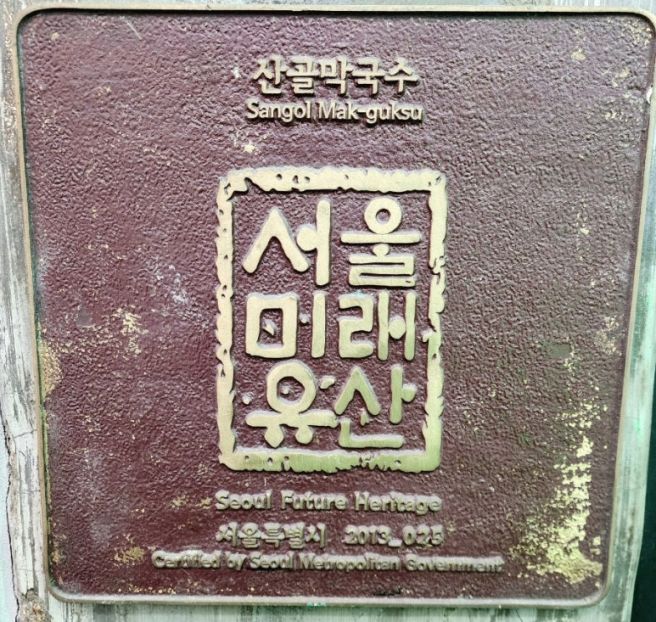 산골막국수
Sangol Mak-guksu
서울
미래
유산
Seoul Future Heritage
서울특별시 2013_025
Certified by Seoul Metropolitan Government